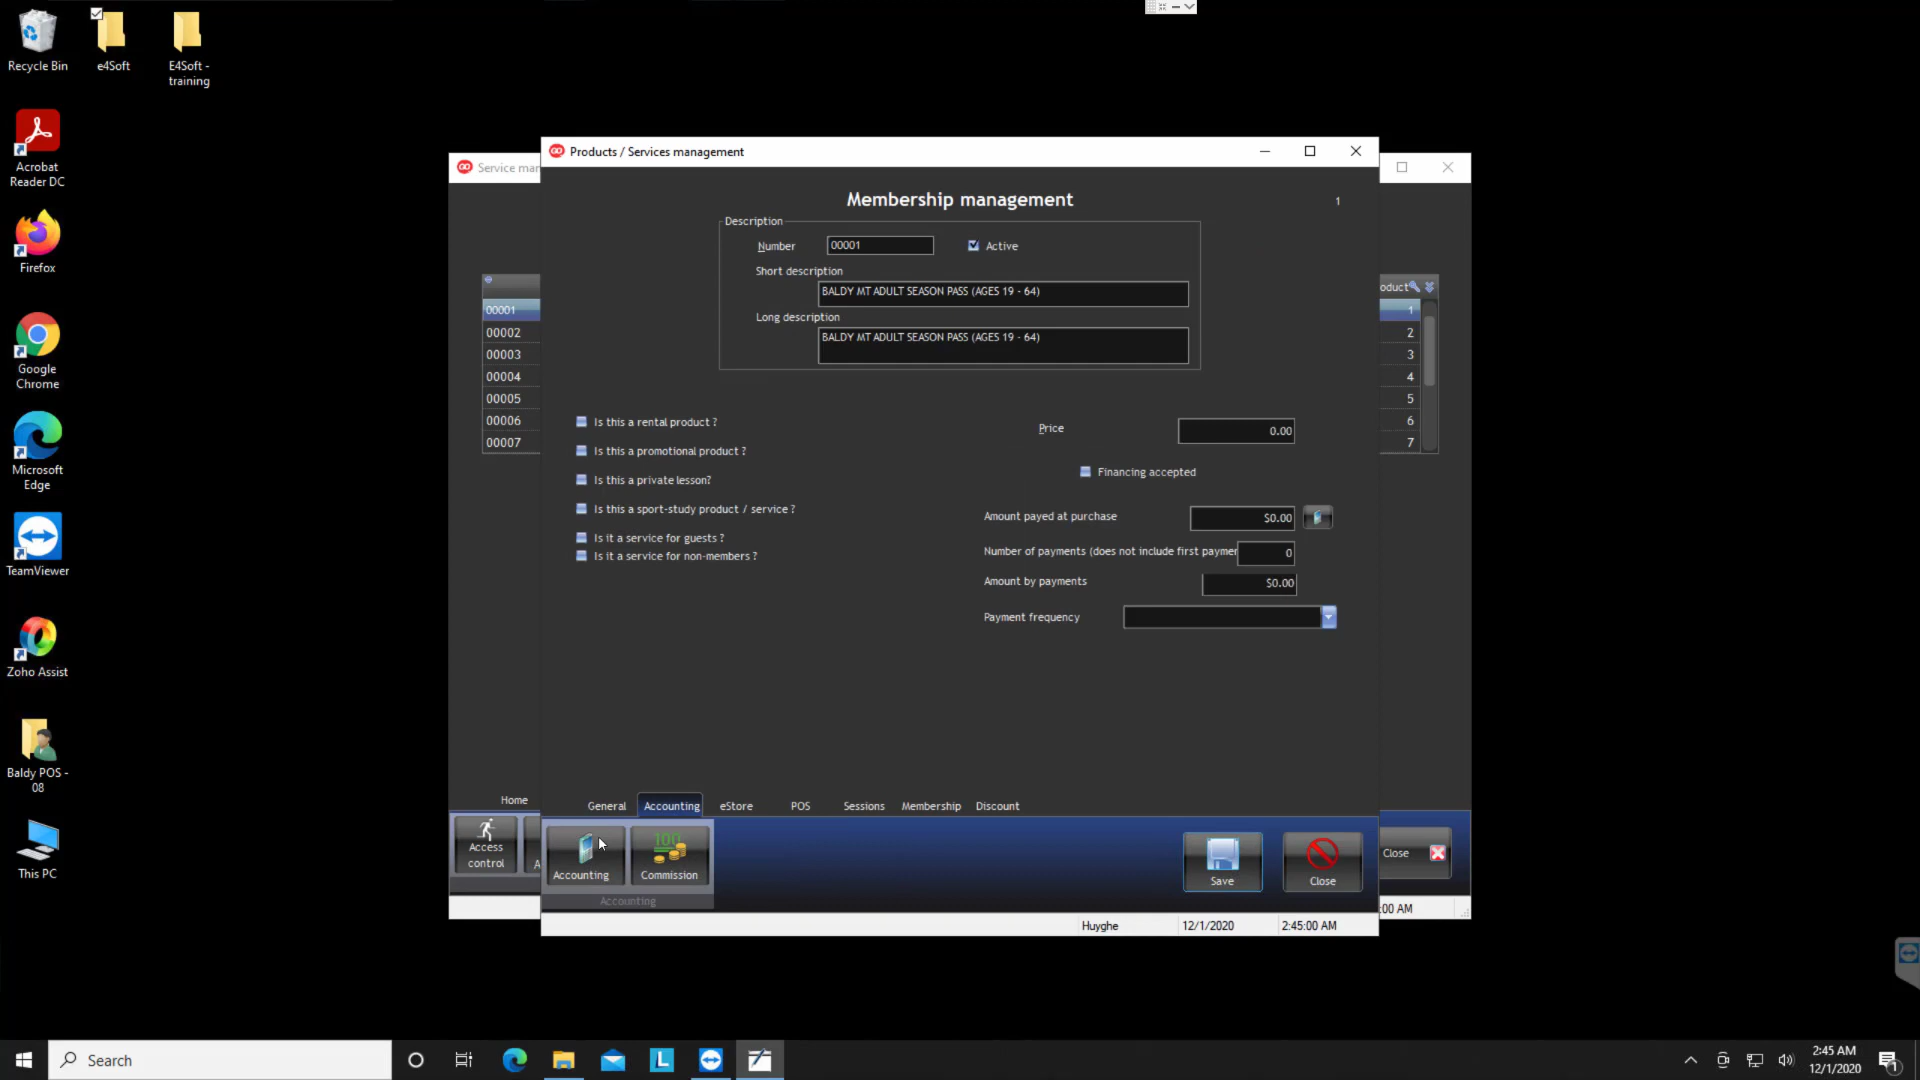 Recycle Bin
e4Soft
E4Soft -
training
Acrobat
Reader DC
Firefox
Google
Chrome
Microsoft
Edge
TeamViewer
Zoho Assist
Baldy POS -
08
This PC
Service mar
Products / Services management
Membership management
1
Description
Number
00001
Active
Short description
BALDY MT ADULT SEASON PASS (AGES 19 - 64)
Long description
BALDY MT ADULT SEASON PASS (AGES 19 - 64)
oduct
00001
1
00002
2
00003
3
00004
4
00005
5
00006
6
00007
7
Is this a rental product ?
Is this a promotional product ?
Is this a private lesson?
Is this a sport-study product / service ?
Is it a service for guests ?
Is it a service for non-members ?
Price
0.00
Financing accepted
Amount payed at purchase
$0.00
Number of payments (does not include first paymer
0
Amount by payments
$0.00
Payment frequency
Home
General
Accounting
eStore
POS
Sessions
Membership
Discount
Access
control
A
Accounting
Commission
Accounting
100
Save
Close
Close
Huyghe
12/1/2020
2:45:00 AM
:00 AM
Search
L
2:45 AM
12/1/2020
1